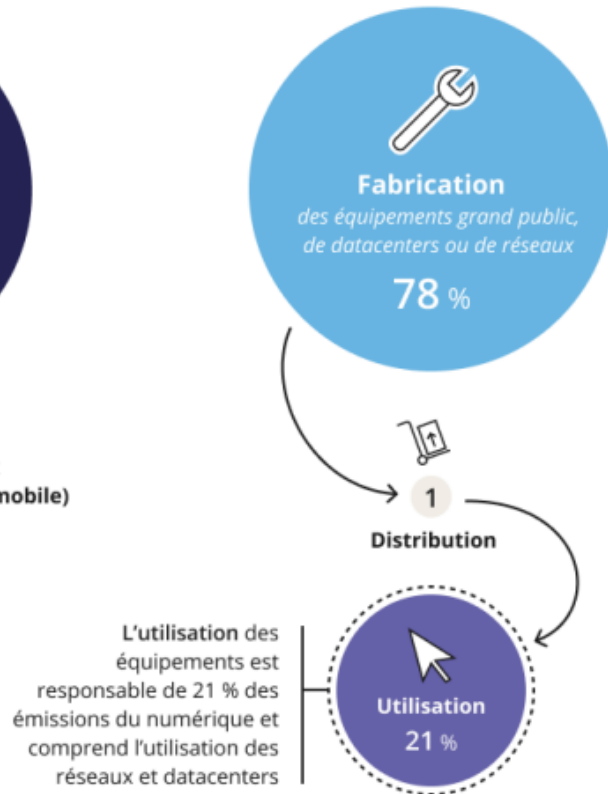 Fabrication
des équipements grand public,
de datacenters ou de réseaux
78 %
mobile)
1
Distribution
L'utilisation des
équipements est
responsable de 21 % des
émissions du numérique et
comprend l'utilisation des
réseaux et datacenters
Utilisation
21 %